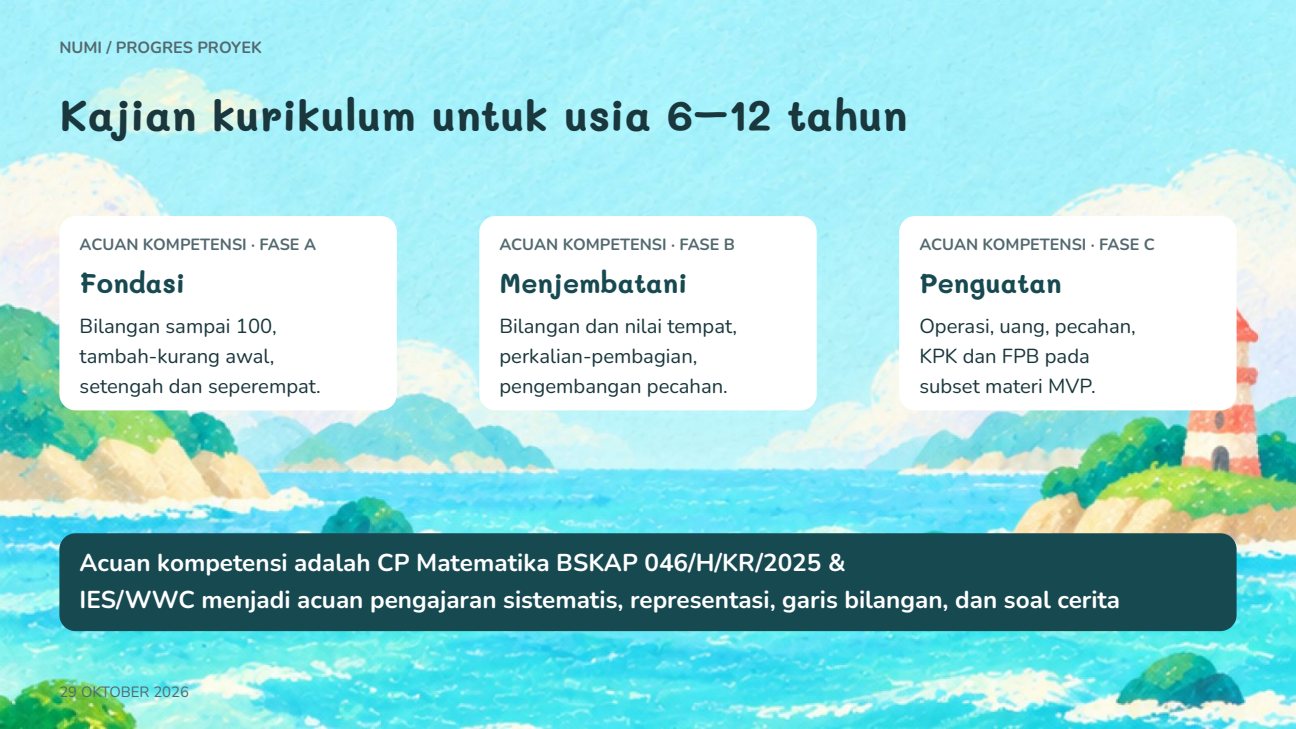 NUMI / PROGRES PROYEK
Kajian kurikulum untuk usia 6–12 tahun
ACUAN KOMPETENSI · FASE A
Fondasi
Bilangan sampai 100,
tambah-kurang awal,
setengah dan seperempat.
ACUAN KOMPETENSI · FASE B
Menjembatani
Bilangan dan nilai tempat,
perkalian-pembagian,
pengembangan pecahan.
ACUAN KOMPETENSI · FASE C
Penguatan
Operasi, uang, pecahan,
KPK dan FPB pada
subset materi MVP.
Acuan kompetensi adalah CP Matematika BSKAP 046/H/KR/2025 &
IES/WWC menjadi acuan pengajaran sistematis, representasi, garis bilangan, dan soal cerita
29 OKTOBER 2026